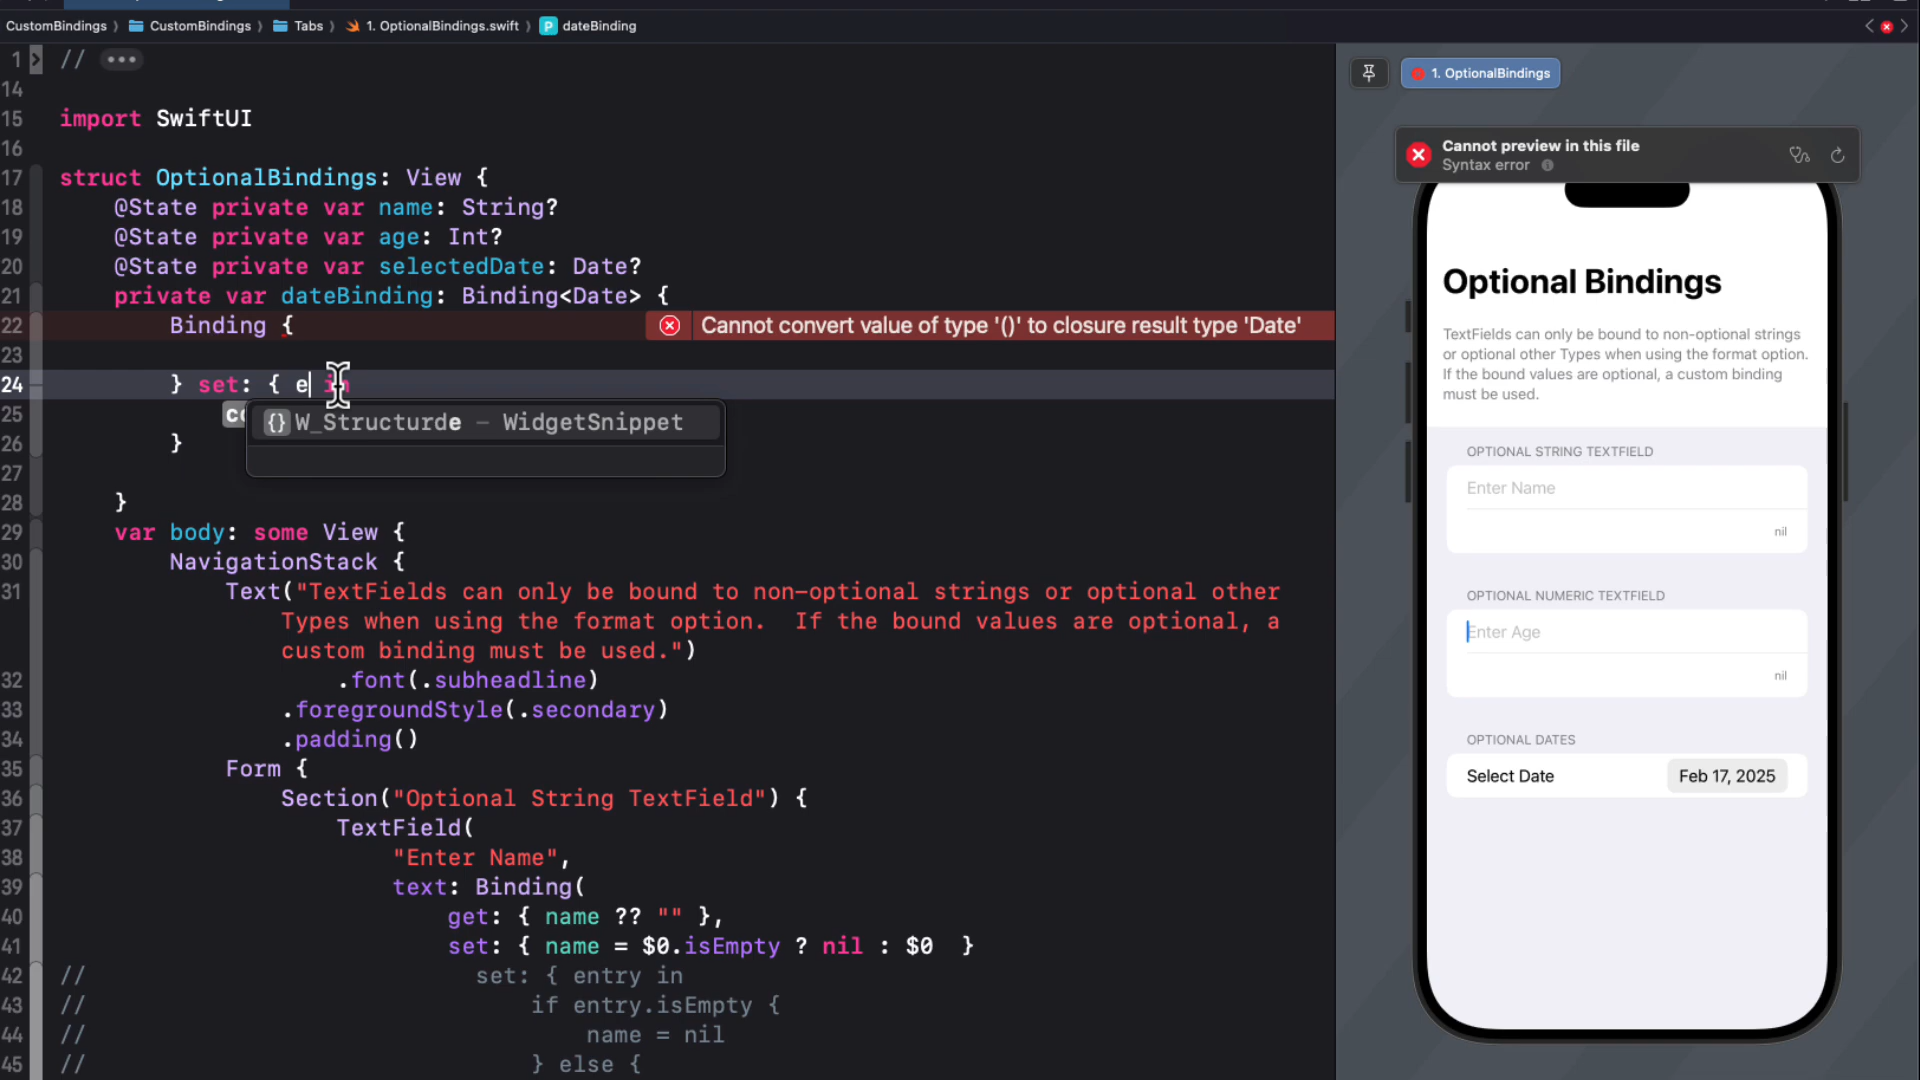 CustomBindings 〉 CustomBindings 〉 Tabs 〉 1. OptionalBindings.swift 〉 P dateBinding
1 // •••
14
15 import SwiftUI
16
17 struct OptionalBindings: View {
18 @State private var name: String?
19 @State private var age: Int?
20 @State private var selectedDate: Date?
21 private var dateBinding: Binding<Date> {
22 Binding { Cannot convert value of type '()' to closure result type 'Date'
23
24 } set: { e in
25 co
{} W_Structurde – WidgetSnippet
26 }
27
28 }
29 var body: some View {
30 NavigationStack {
31 Text("TextFields can only be bound to non-optional strings or optional other
Types when using the format option.  If the bound values are optional, a
custom binding must be used.")
32 .font(.subheadline)
33 .foregroundStyle(.secondary)
34 .padding()
35 Form {
36 Section("Optional String TextField") {
37 TextField(
38 "Enter Name",
39 text: Binding(
40 get: { name ?? "" },
41 set: { name = $0.isEmpty ? nil : $0  }
42 // set: { entry in
43 // if entry.isEmpty {
44 // name = nil
45 // } else {
1. OptionalBindings
Cannot preview in this file
Syntax error
Optional Bindings
TextFields can only be bound to non-optional strings
or optional other Types when using the format option.
If the bound values are optional, a custom binding
must be used.
OPTIONAL STRING TEXTFIELD
Enter Name
nil
OPTIONAL NUMERIC TEXTFIELD
Enter Age
nil
OPTIONAL DATES
Select Date Feb 17, 2025